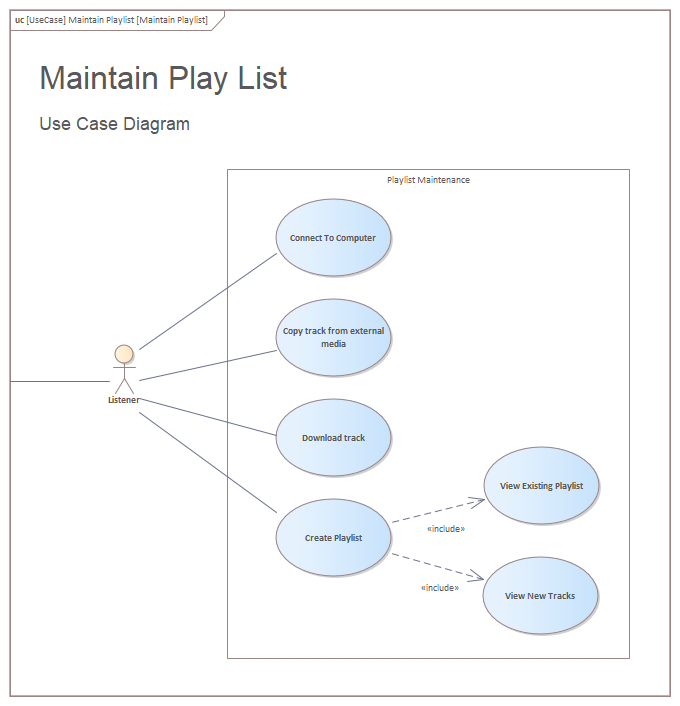 uc [UseCase] Maintain Playlist [Maintain Playlist]
Maintain Play List
Use Case Diagram
Playlist Maintenance
Connect To Computer
Copy track from external
media
Listener
Download track
View Existing Playlist
«include»
Create Playlist
«include»
View New Tracks